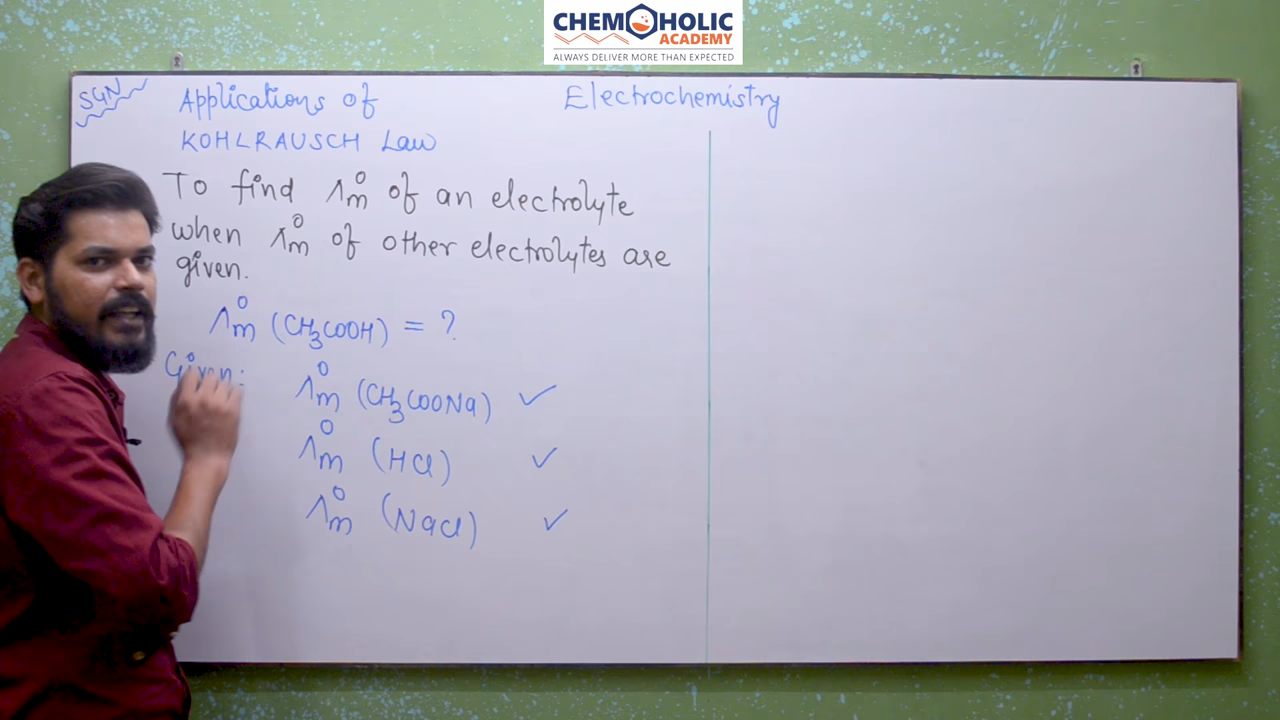 CHEMOHOLIC
ACADEMY
ALWAYS DELIVER MORE THAN EXPECTED
SGN
Applications of
KOHLRAUSCH Law
Electrochemistry
To find Λ°m of an electrolyte
when Λ°m of other electrolytes are
given.
Λ°m (CH₃COOH) = ?
Given:
Λ°m (CH₃COONa) ✓
Λ°m (HCl) ✓
Λ°m (NaCl) ✓